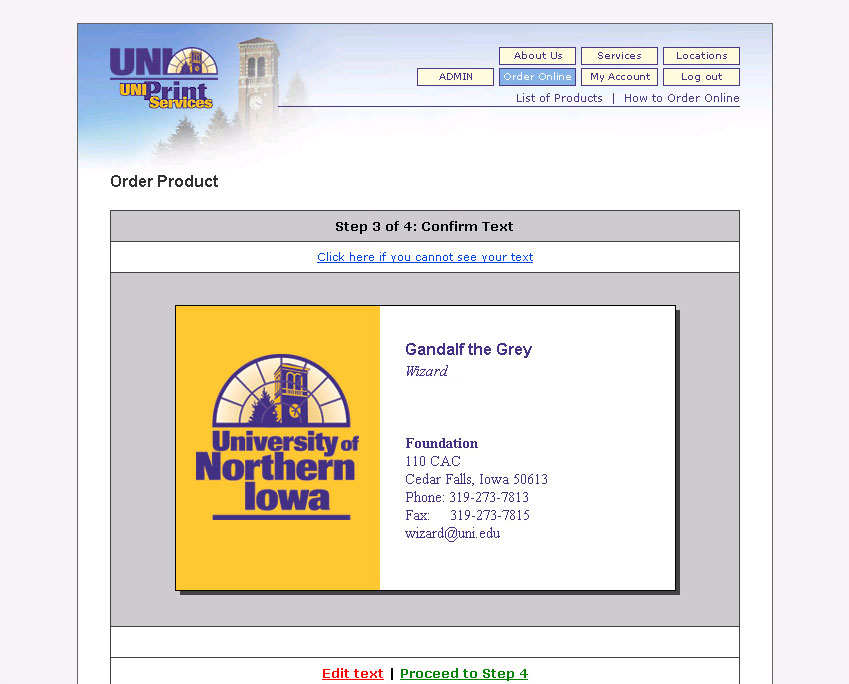 UNI
UNI Print
Services
About Us
Services
Locations
ADMIN
Order Online
My Account
Log out
List of Products | How to Order Online
Order Product
Step 3 of 4: Confirm Text
Click here if you cannot see your text
University of
Northern
Iowa
Gandalf the Grey
Wizard
Foundation
110 CAC
Cedar Falls, Iowa 50613
Phone: 319-273-7813
Fax: 319-273-7815
wizard@uni.edu
Edit text | Proceed to Step 4